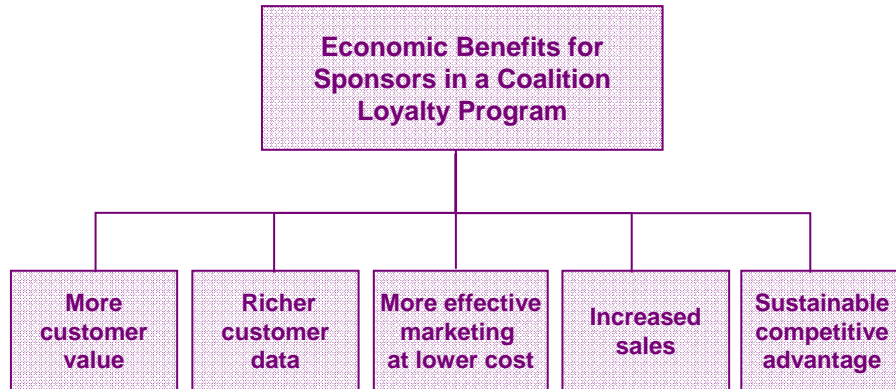 Economic Benefits for
Sponsors in a Coalition
Loyalty Program
More
customer
value
Richer
customer
data
More effective
marketing
at lower cost
Increased
sales
Sustainable
competitive
advantage